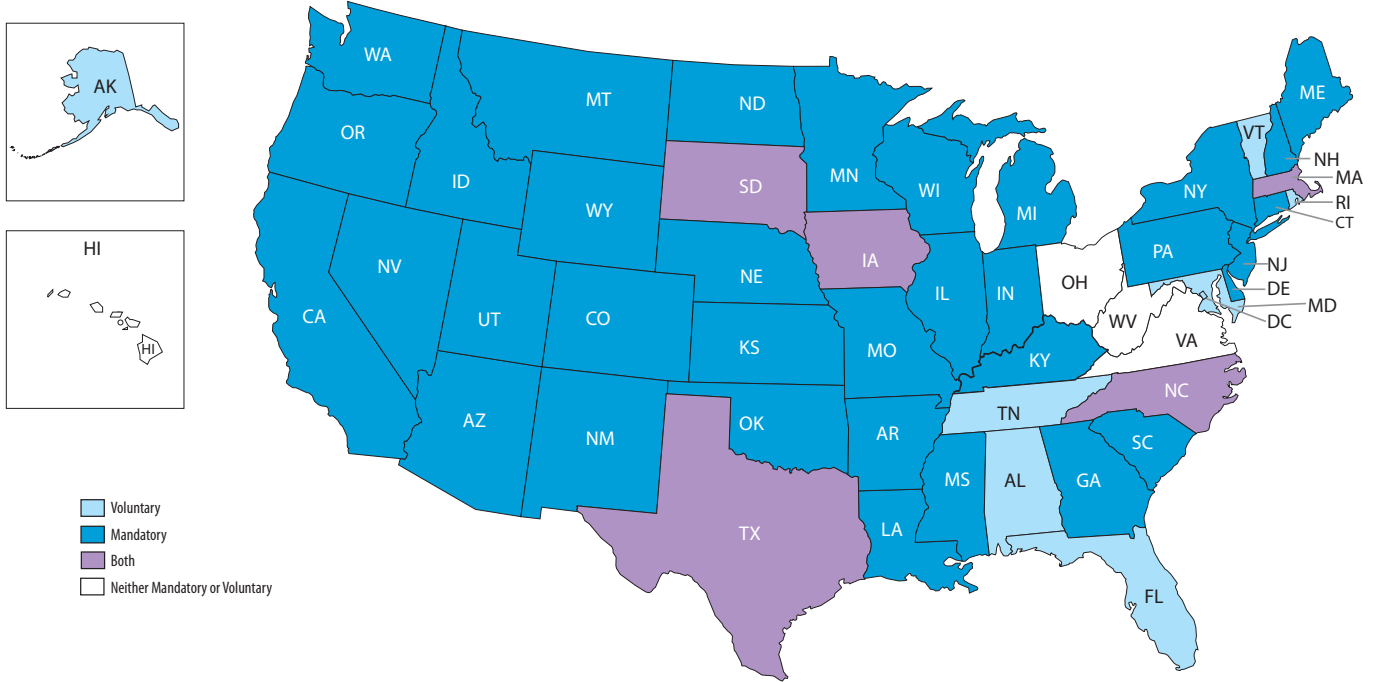 WA
MT
ND
ME
AK
OR
VT
MN
NH
ID
SD
WI
NY
MA
WY
MI
RI
CT
HI
IA
PA
NV
NE
NJ
OH
DE
IL
IN
MD
CA
UT
CO
WV
DC
HI
KS
MO
KY
VA
NC
TN
AZ
NM
OK
AR
SC
MS
AL
GA
Voluntary
Mandatory
TX
LA
Both
Neither Mandatory or Voluntary
FL